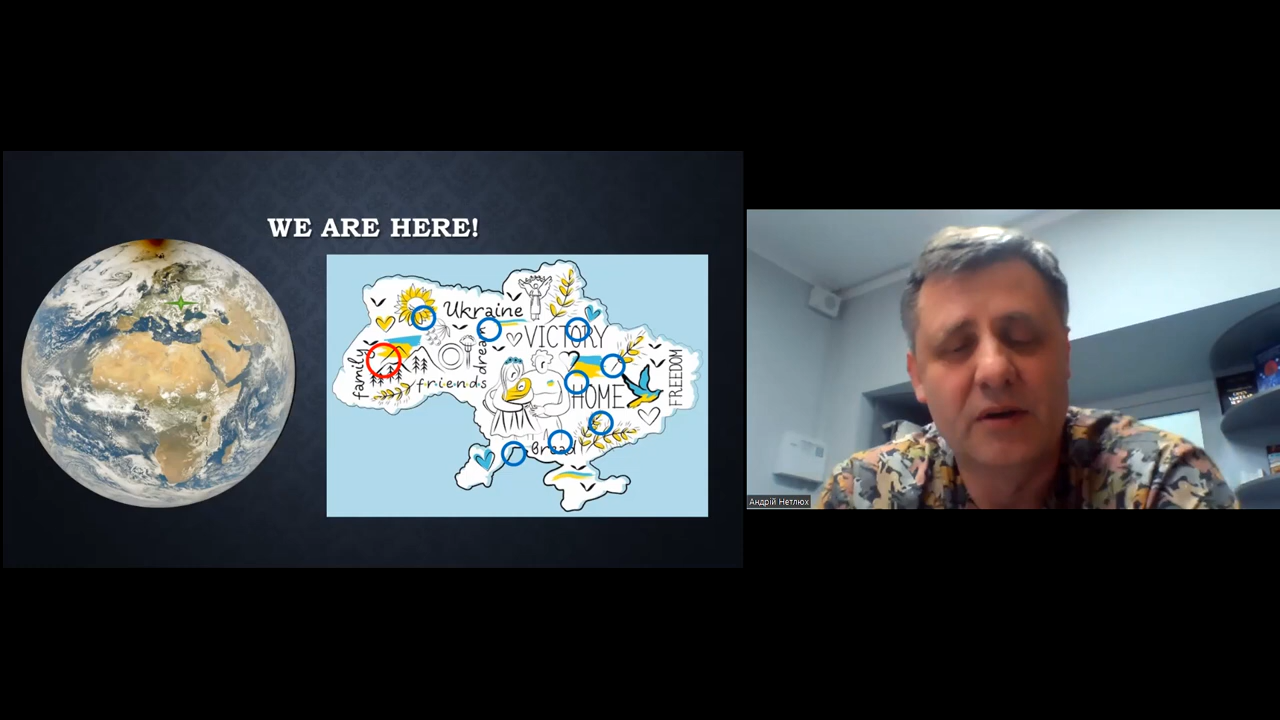 WE ARE HERE!
Ukraine
VICTORY
family
dream
friends
HOME
FREEDOM
Bread
Андрій Нетлюх